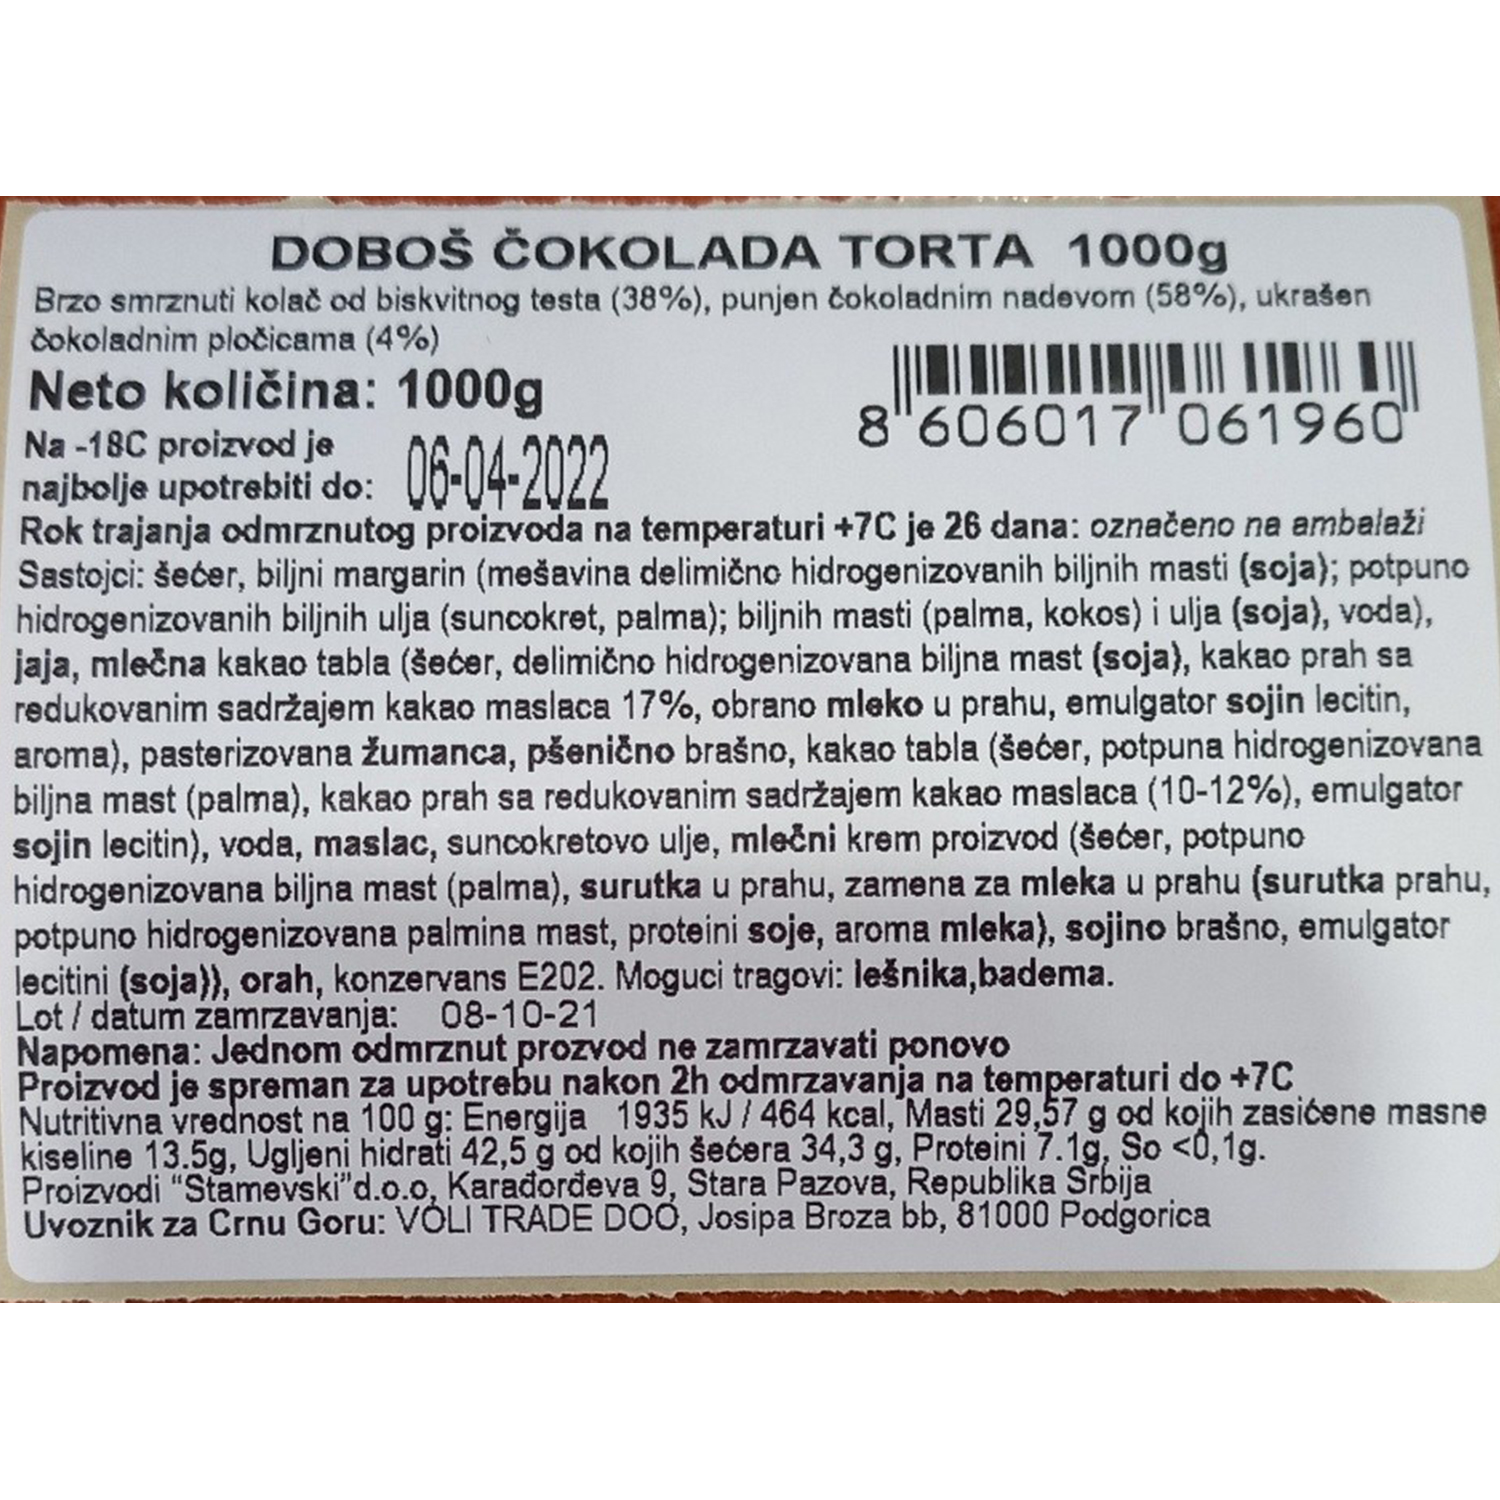 DOBOŠ ČOKOLADA TORTA 1000g
Brzo smrznuti kolač od biskvitnog testa (38%), punjen čokoladnim nadevom (58%), ukrašen
čokoladnim pločicama (4%)
Neto količina: 1000g
8 606017 061960
Na -18C proizvod je
najbolje upotrebiti do: 06-04-2022
Rok trajanja odmrznutog proizvoda na temperaturi +7C je 26 dana: označeno na ambalaži
Sastojci: šećer, biljni margarin (mešavina delimično hidrogenizovanih biljnih masti (soja); potpuno
hidrogenizovanih biljnih ulja (suncokret, palma); biljnih masti (palma, kokos) i ulja (soja), voda),
jaja, mlečna kakao tabla (šećer, delimično hidrogenizovana biljna mast (soja), kakao prah sa
redukovanim sadržajem kakao maslaca 17%, obrano mleko u prahu, emulgator sojin lecitin,
aroma), pasterizovana žumanca, pšenično brašno, kakao tabla (šećer, potpuna hidrogenizovana
biljna mast (palma), kakao prah sa redukovanim sadržajem kakao maslaca (10-12%), emulgator
sojin lecitin), voda, maslac, suncokretovo ulje, mlečni krem proizvod (šećer, potpuno
hidrogenizovana biljna mast (palma), surutka u prahu, zamena za mleka u prahu (surutka prahu,
potpuno hidrogenizovana palmina mast, proteini soje, aroma mleka), sojino brašno, emulgator
lecitini (soja)), orah, konzervans E202. Moguci tragovi: lešnika,badema.
Lot / datum zamrzavanja: 08-10-21
Napomena: Jednom odmrznut prozvod ne zamrzavati ponovo
Proizvod je spreman za upotrebu nakon 2h odmrzavanja na temperaturi do +7C
Nutritivna vrednost na 100 g: Energija 1935 kJ / 464 kcal, Masti 29,57 g od kojih zasićene masne
kiseline 13.5g, Ugljeni hidrati 42,5 g od kojih šećera 34,3 g, Proteini 7.1g, So <0,1g.
Proizvodi “Stamevski”d.o.o, Karađorđeva 9, Stara Pazova, Republika Srbija
Uvoznik za Crnu Goru: VOLI TRADE DOO, Josipa Broza bb, 81000 Podgorica